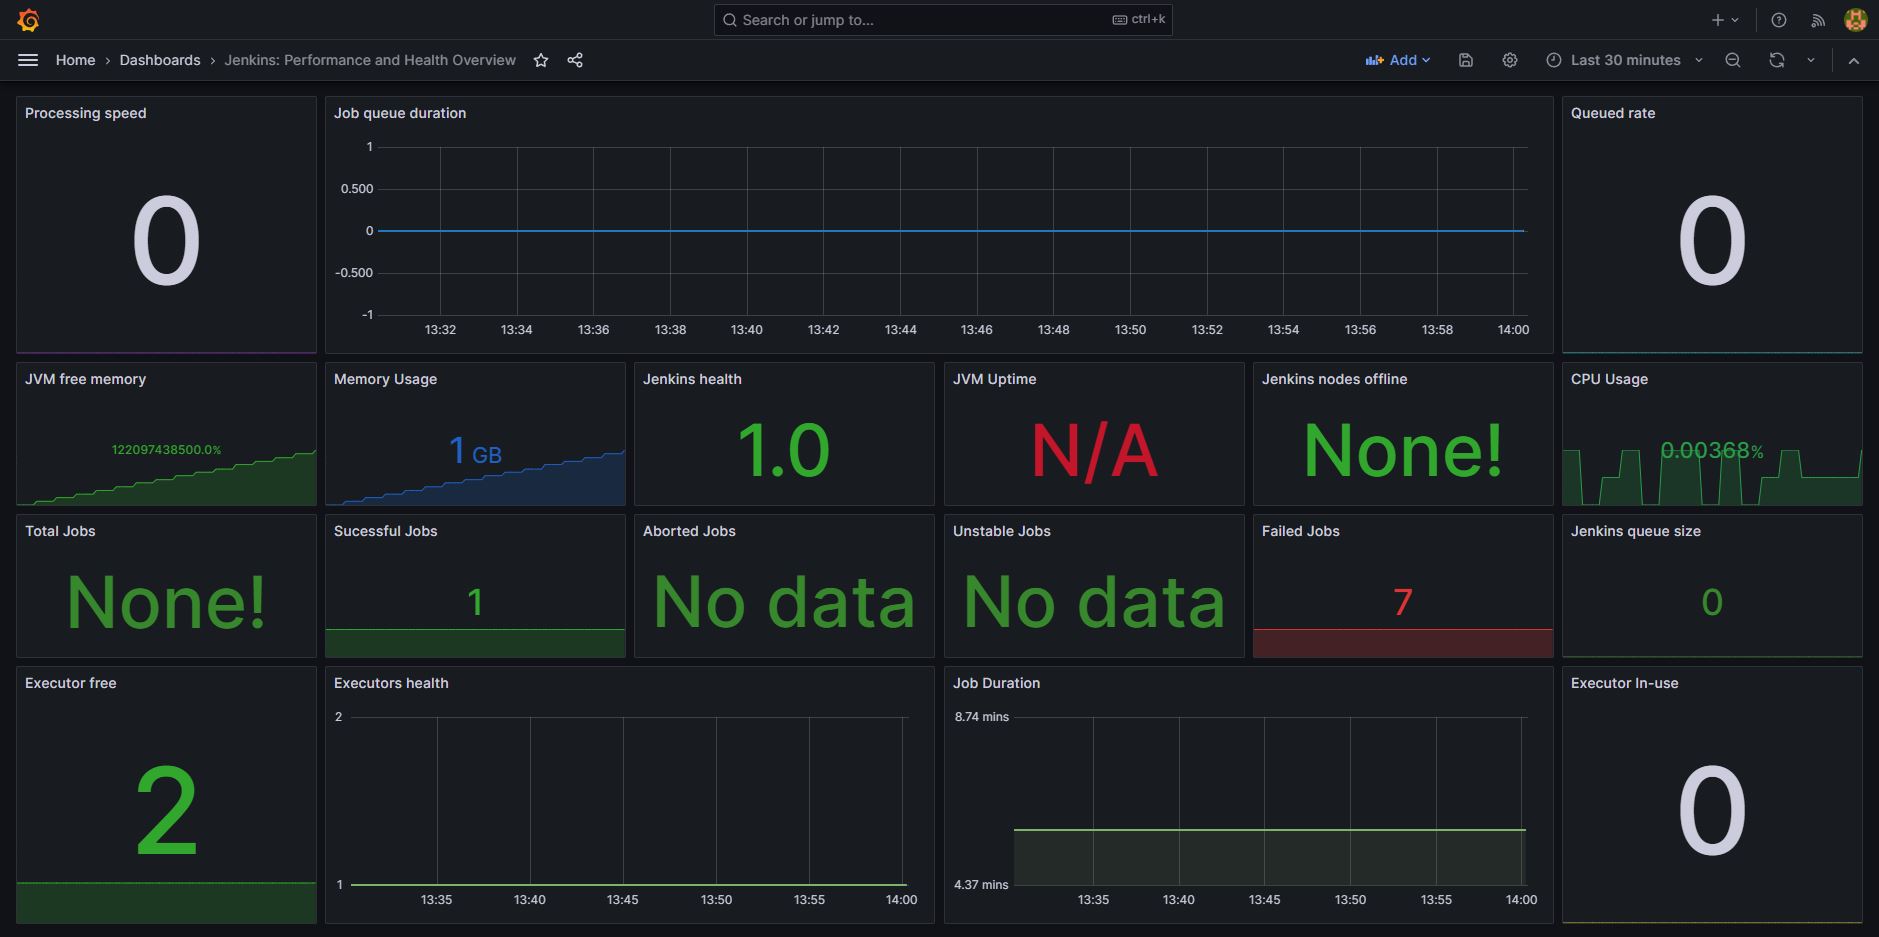 Search or jump to...
ctrl+k
Home › Dashboards › Jenkins: Performance and Health Overview
Add
Last 30 minutes
Processing speed
0
Job queue duration
1
0.500
0
-0.500
-1
13:32 13:34 13:36 13:38 13:40 13:42 13:44 13:46 13:48 13:50 13:52 13:54 13:56 13:58 14:00
Queued rate
0
JVM free memory
122097438500.0%
Memory Usage
1 GB
Jenkins health
1.0
JVM Uptime
N/A
Jenkins nodes offline
None!
CPU Usage
0.00368%
Total Jobs
None!
Sucessful Jobs
1
Aborted Jobs
No data
Unstable Jobs
No data
Failed Jobs
7
Jenkins queue size
0
Executor free
2
Executors health
2
1
13:35 13:40 13:45 13:50 13:55 14:00
Job Duration
8.74 mins
4.37 mins
13:35 13:40 13:45 13:50 13:55 14:00
Executor In-use
0